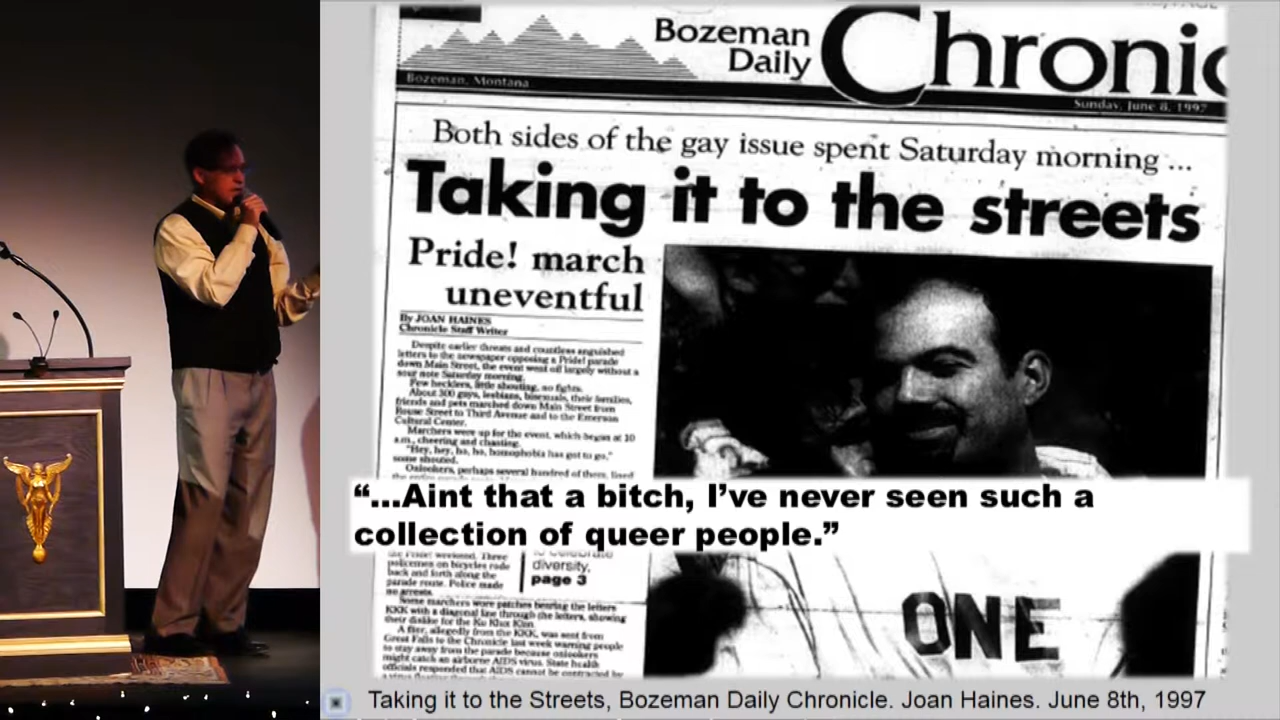 Bozeman
Daily
Chronic
Bozeman, Montana
Sunday, June 8, 1997
Both sides of the gay issue spent Saturday morning ...
Taking it to the streets
Pride! march
uneventful
By JOAN HAINES
Chronicle Staff Writer
Despite earlier threats and countless anguished
letters to the newspaper opposing a Pride! parade
down Main Street, the event went off largely without a
sour note Saturday morning.
Few hecklers, little shouting, no fights.
About 300 gays, lesbians, bisexuals, their families,
friends and pets marched down Main Street from
Rouse Street to Third Avenue and to the Emerson
Cultural Center.
Marchers were up for the event, which began at 10
a.m., cheering and chanting.
"Hey, hey, ho, ho, homophobia has got to go,"
some shouted.
Onlookers, perhaps several hundred of them, lined
“...Aint that a bitch, I’ve never seen such a
collection of queer people.”
the Pride! weekend. Three
policemen on bicycles rode
back and forth along the
parade route. Police made
no arrests.
to celebrate
diversity,
page 3
Some marchers wore patches bearing the letters
KKK with a diagonal line through the letters, showing
their dislike for the Ku Klux Klan.
A flier, allegedly from the KKK, was sent from
Great Falls to the Chronicle last week warning people
to stay away from the parade because onlookers
might catch an airborne AIDS virus. State health
officials responded that AIDS cannot be contracted by
ONE
Taking it to the Streets, Bozeman Daily Chronicle. Joan Haines. June 8th, 1997